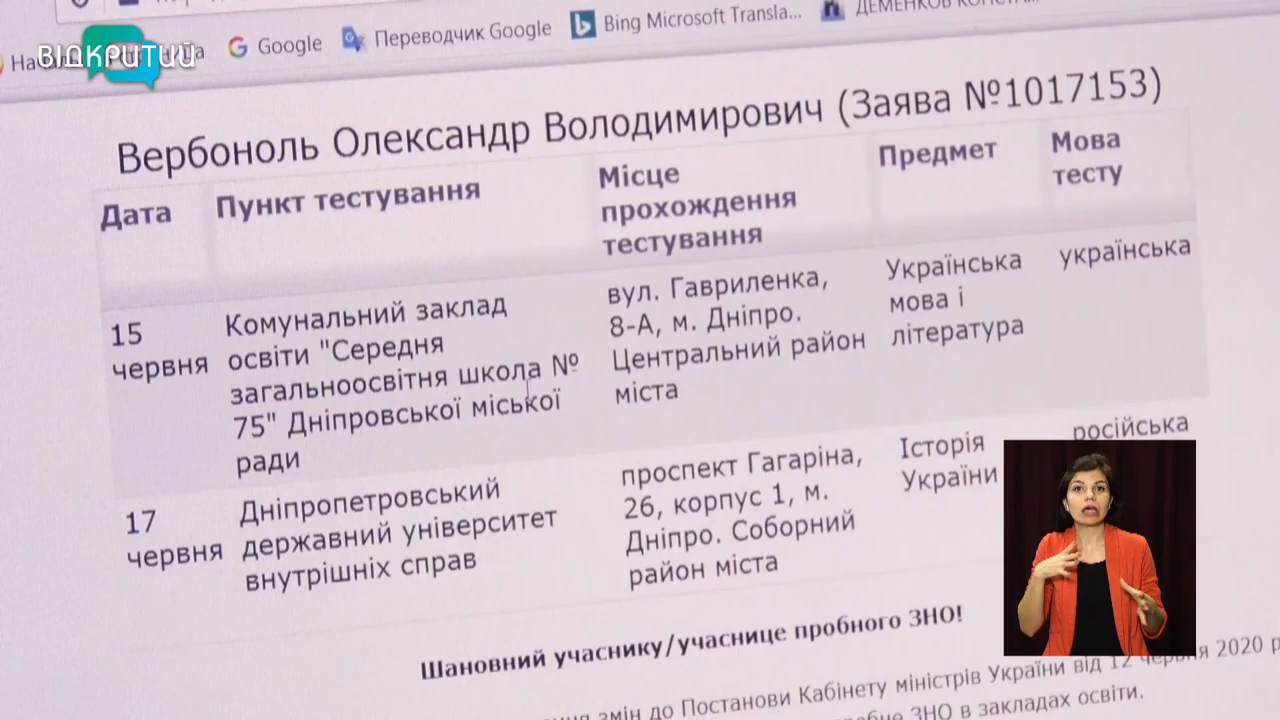 ВІДКРИТИЙ
Google
Переводчик Google
Bing Microsoft Transla...
ДЕМЕНКОВ
Вербоноль Олександр Володимирович (Заява №1017153)
Дата
Пункт тестування
Місце
прохождення
тестування
Предмет
Мова
тесту
15
червня
Комунальний заклад
освіти "Середня
загальноосвітня школа №
75" Дніпровської міської
ради
вул. Гавриленка,
8-А, м. Дніпро.
Центральний район
міста
Українська
мова і
література
українська
17
червня
Дніпропетровський
державний університет
внутрішніх справ
проспект Гагаріна,
26, корпус 1, м.
Дніпро. Соборний
район міста
Історія
України
російська
Шановний учаснику/учаснице пробного ЗНО!
змін до Постанови Кабінету міністрів України від 12 червня 2020 р
ЗНО в закладах освіти.